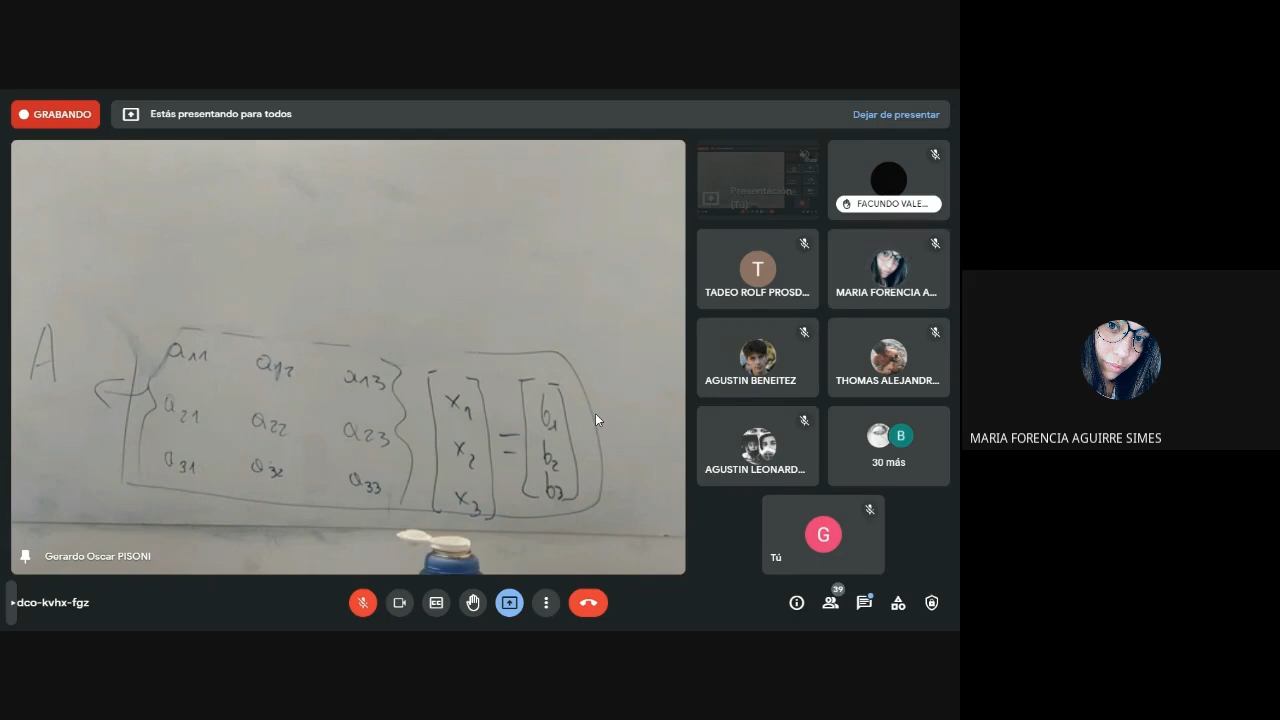 GRABANDO
Estás presentando para todos
Dejar de presentar
Presentación
(Tú)
FACUNDO VALE...
TADEO ROLF PROSD...
MARIA FORENCIA A...
AGUSTIN BENEITEZ
THOMAS ALEJANDR...
AGUSTIN LEONARD...
30 más
T
B
G
Tú
A
a11 a12 a13
a21 a22 a23
a31 a32 a33
x1
x2
x3
=
b1
b2
b3
Gerardo Oscar PISONI
dco-kvhx-fgz
39
MARIA FORENCIA AGUIRRE SIMES